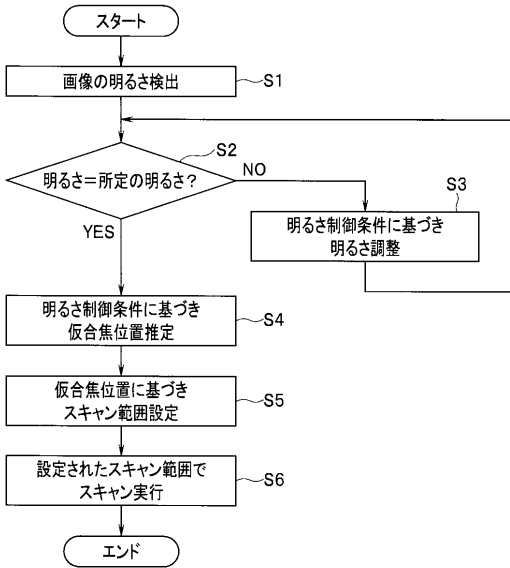 スタート
画像の明るさ検出
S1
明るさ＝所定の明るさ？
S2
NO
YES
S3
明るさ制御条件に基づき
明るさ調整
明るさ制御条件に基づき
仮合焦位置推定
S4
仮合焦位置に基づき
スキャン範囲設定
S5
設定されたスキャン範囲で
スキャン実行
S6
エンド